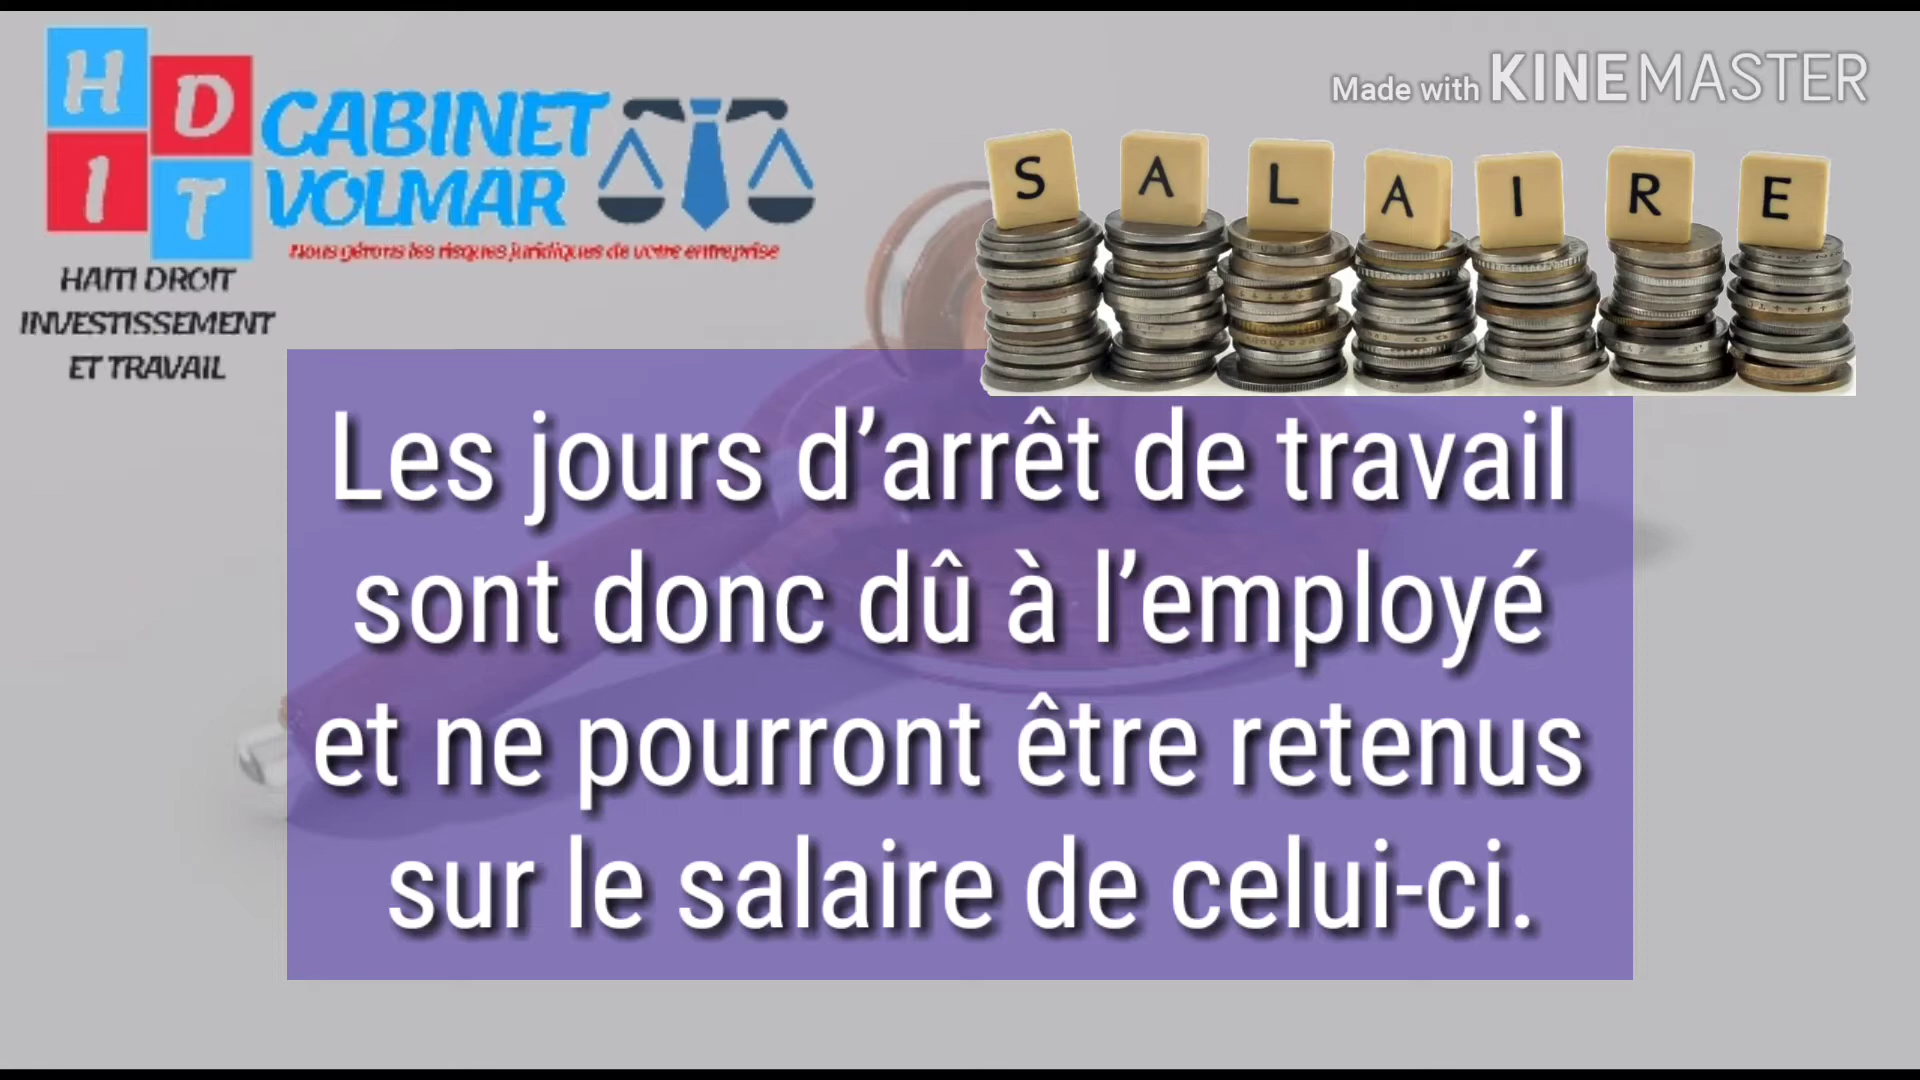 H
D
I
T
CABINET
VOLMAR
Nous gérons les risques juridiques de votre entreprise
HAITI DROIT
INVESTISSEMENT
ET TRAVAIL
Made with KINEMASTER
S A L A I R E
Les jours d’arrêt de travail
sont donc dû à l’employé
et ne pourront être retenus
sur le salaire de celui-ci.